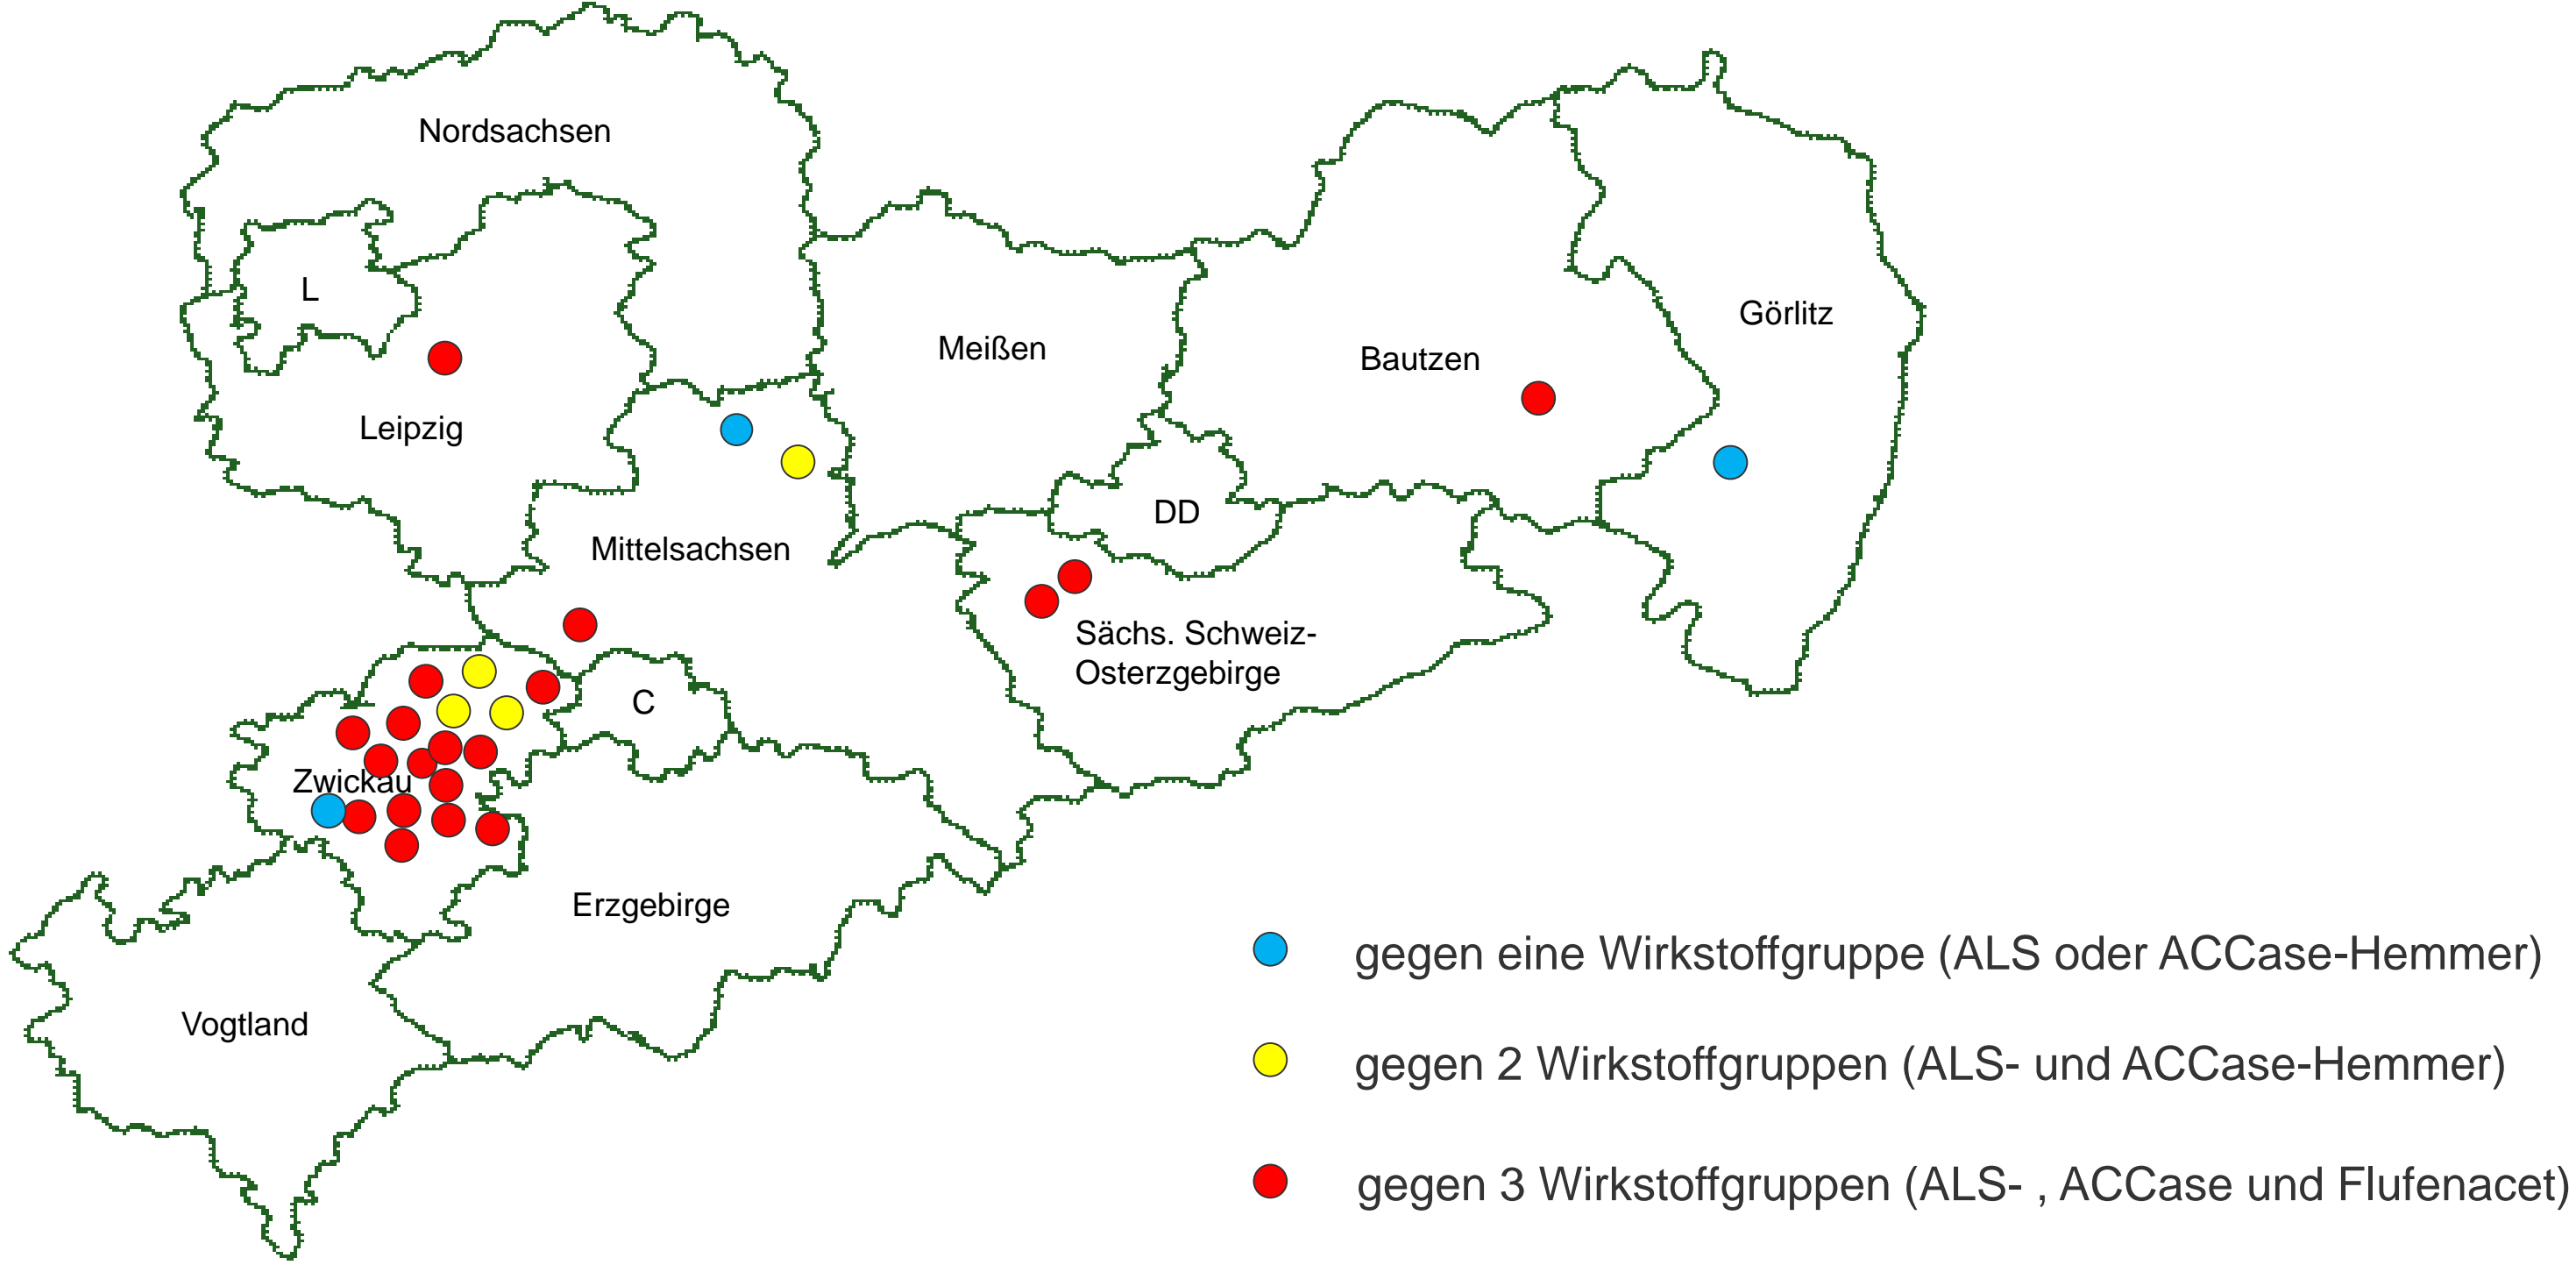 Nordsachsen
L
Görlitz
Meißen
Bautzen
Leipzig
DD
Mittelsachsen
Sächs. Schweiz-
Osterzgebirge
C
Zwickau
Erzgebirge
Vogtland
gegen eine Wirkstoffgruppe (ALS oder ACCase-Hemmer)
gegen 2 Wirkstoffgruppen (ALS- und ACCase-Hemmer)
gegen 3 Wirkstoffgruppen (ALS- , ACCase und Flufenacet)